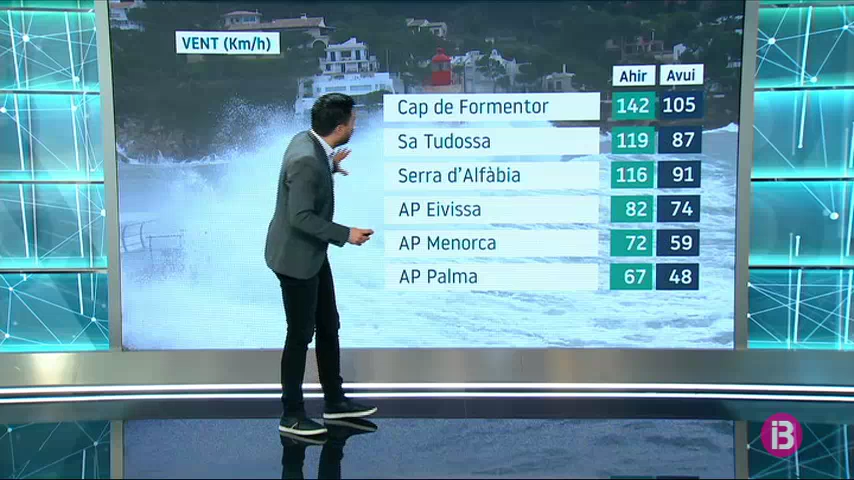 VENT (Km/h)
Ahir Avui
Cap de Formentor 142 105
Sa Tudossa 119 87
Serra d'Alfàbia 116 91
AP Eivissa 82 74
AP Menorca 72 59
AP Palma 67 48
iB